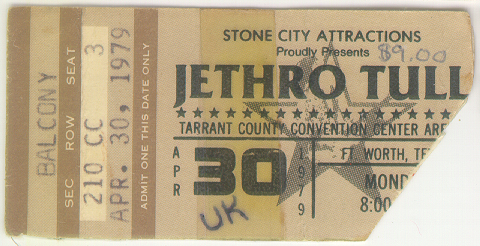 BALCONY
SEC ROW SEAT
210 CC 3
APR. 30, 1979
ADMIT ONE THIS DATE ONLY
STONE CITY ATTRACTIONS
Proudly Presents
$9.00
JETHRO TULL
TARRANT COUNTY CONVENTION CENTER ARE
APR 30 1979
FT. WORTH, TE
MOND
8:00
UK